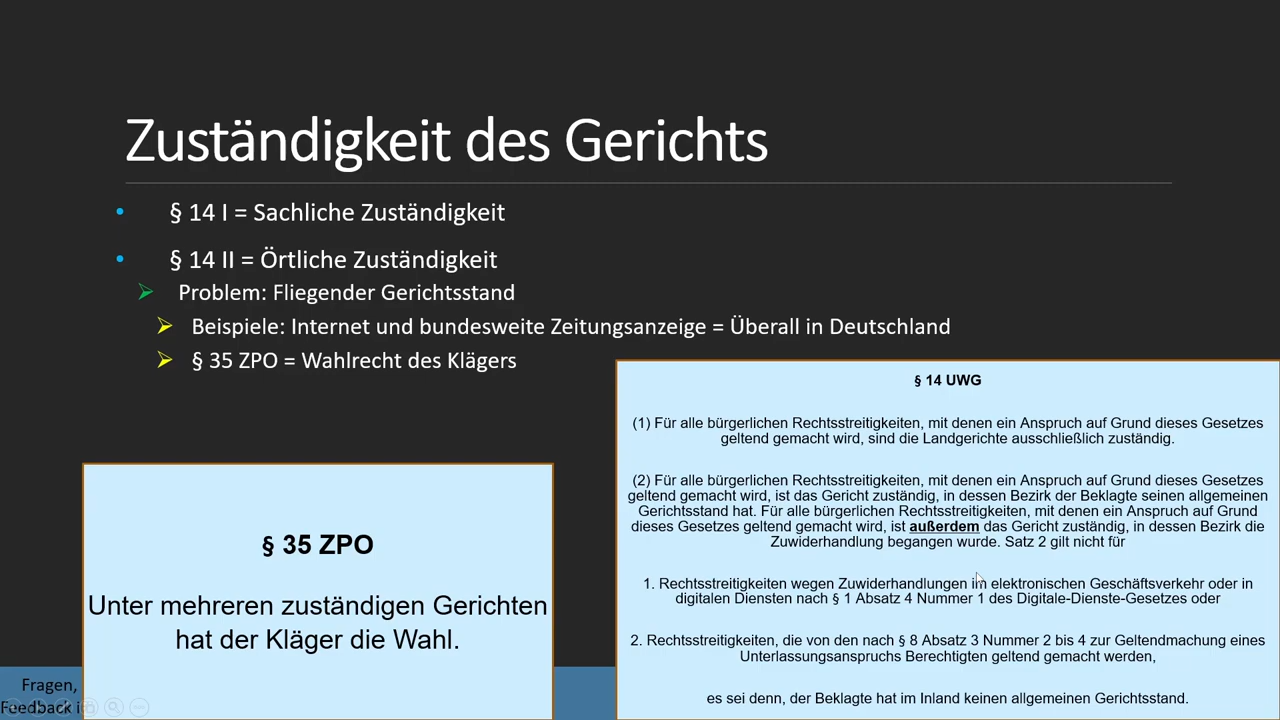 Zuständigkeit des Gerichts
§ 14 I = Sachliche Zuständigkeit
§ 14 II = Örtliche Zuständigkeit
Problem: Fliegender Gerichtsstand
Beispiele: Internet und bundesweite Zeitungsanzeige = Überall in Deutschland
§ 35 ZPO = Wahlrecht des Klägers
§ 14 UWG
(1) Für alle bürgerlichen Rechtsstreitigkeiten, mit denen ein Anspruch auf Grund dieses Gesetzes
geltend gemacht wird, sind die Landgerichte ausschließlich zuständig.
(2) Für alle bürgerlichen Rechtsstreitigkeiten, mit denen ein Anspruch auf Grund dieses Gesetzes
geltend gemacht wird, ist das Gericht zuständig, in dessen Bezirk der Beklagte seinen allgemeinen
Gerichtsstand hat. Für alle bürgerlichen Rechtsstreitigkeiten, mit denen ein Anspruch auf Grund
dieses Gesetzes geltend gemacht wird, ist außerdem das Gericht zuständig, in dessen Bezirk die
Zuwiderhandlung begangen wurde. Satz 2 gilt nicht für
1. Rechtsstreitigkeiten wegen Zuwiderhandlungen im elektronischen Geschäftsverkehr oder in
digitalen Diensten nach § 1 Absatz 4 Nummer 1 des Digitale-Dienste-Gesetzes oder
2. Rechtsstreitigkeiten, die von den nach § 8 Absatz 3 Nummer 2 bis 4 zur Geltendmachung eines
Unterlassungsanspruchs Berechtigten geltend gemacht werden,
es sei denn, der Beklagte hat im Inland keinen allgemeinen Gerichtsstand.
§ 35 ZPO
Unter mehreren zuständigen Gerichten
hat der Kläger die Wahl.
Fragen,
Feedback